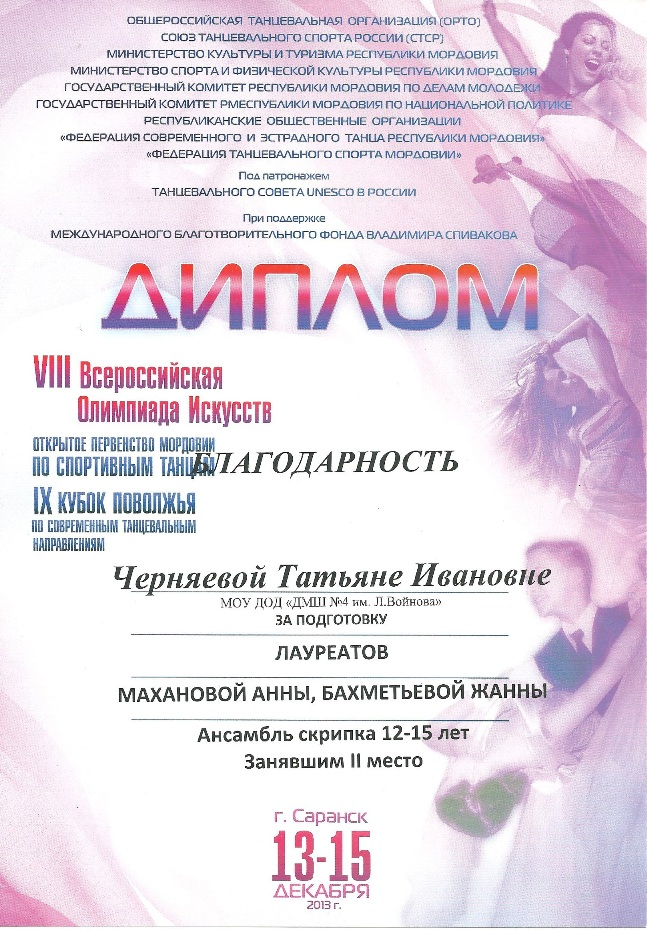 ОБЩЕРОССИЙСКАЯ ТАНЦЕВАЛЬНАЯ ОРГАНИЗАЦИЯ (ОРТО)
СОЮЗ ТАНЦЕВАЛЬНОГО СПОРТА РОССИИ (СТСР)
МИНИСТЕРСТВО КУЛЬТУРЫ И ТУРИЗМА РЕСПУБЛИКИ МОРДОВИЯ
МИНИСТЕРСТВО СПОРТА И ФИЗИЧЕСКОЙ КУЛЬТУРЫ РЕСПУБЛИКИ МОРДОВИЯ
ГОСУДАРСТВЕННЫЙ КОМИТЕТ РЕСПУБЛИКИ МОРДОВИЯ ПО ДЕЛАМ МОЛОДЕЖИ
ГОСУДАРСТВЕННЫЙ КОМИТЕТ РМЕСПУБЛИКИ МОРДОВИЯ ПО НАЦИОНАЛЬНОЙ ПОЛИТИКЕ
РЕСПУБЛИКАНСКИЕ ОБЩЕСТВЕННЫЕ ОРГАНИЗАЦИИ
«ФЕДЕРАЦИЯ СОВРЕМЕННОГО И ЭСТРАДНОГО ТАНЦА РЕСПУБЛИКИ МОРДОВИЯ»
«ФЕДЕРАЦИЯ ТАНЦЕВАЛЬНОГО СПОРТА МОРДОВИИ»
Под патронажем
ТАНЦЕВАЛЬНОГО СОВЕТА UNESCO В РОССИИ
При поддержке
МЕЖДУНАРОДНОГО БЛАГОТВОРИТЕЛЬНОГО ФОНДА ВЛАДИМИРА СПИВАКОВА
ДИПЛОМ
VIII Всероссийская
Олимпиада Искусств
ОТКРЫТОЕ ПЕРВЕНСТВО МОРДОВИИ
ПО СПОРТИВНЫМ ТАНЦАМ
БЛАГОДАРНОСТЬ
IX КУБОК ПОВОЛЖЬЯ
ПО СОВРЕМЕННЫМ ТАНЦЕВАЛЬНЫМ
НАПРАВЛЕНИЯМ
Черняевой Татьяне Ивановне
МОУ ДОД «ДМШ №4 им. Л.Войнова»
ЗА ПОДГОТОВКУ
ЛАУРЕАТОВ
МАХАНОВОЙ АННЫ, БАХМЕТЬЕВОЙ ЖАННЫ
Ансамбль скрипка 12-15 лет
Занявшим II место
г. Саранск
13-15
ДЕКАБРЯ
2013 г.